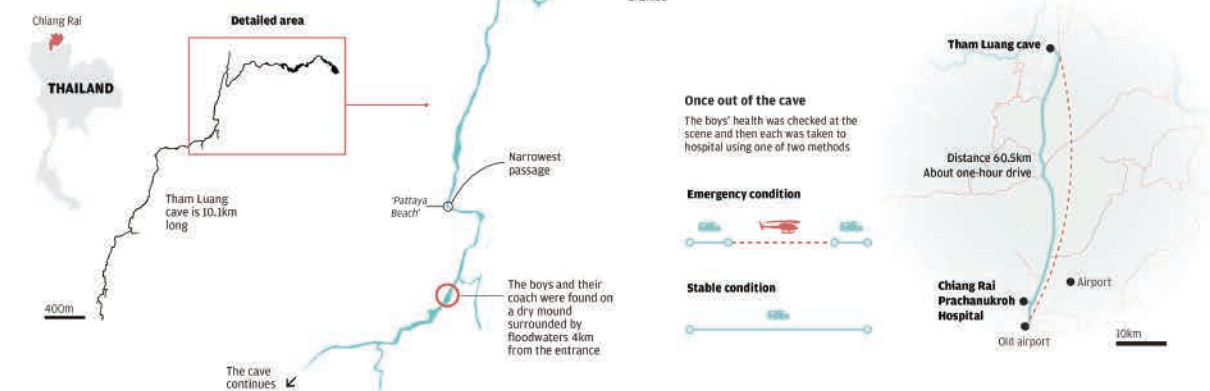 Chiang Rai
THAILAND
Detailed area
Tham Luang
cave is 10.1km
long
400m
Narrowest
passage
'Pattaya
Beach'
The boys and their
coach were found on
a dry mound
surrounded by
floodwaters 4km
from the entrance
The cave
continues
Once out of the cave
The boys' health was checked at the
scene and then each was taken to
hospital using one of two methods
Emergency condition
Stable condition
Tham Luang cave
Distance 60.5km
About one-hour drive
Chiang Rai
Prachanukroh
Hospital
Airport
Old airport
10km